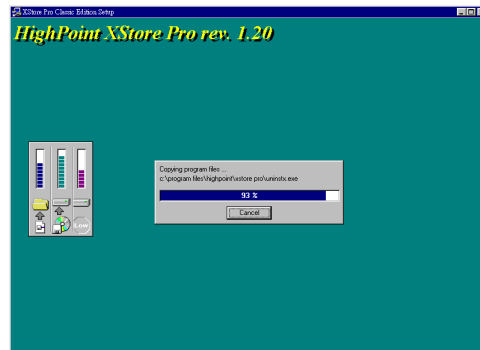 XStore Pro Classic Edition Setup
HighPoint XStore Pro rev. 1.20
Copying program files ...
c:\program files\highpoint\xstore pro\uninstx.exe
93 %
Cancel
Low